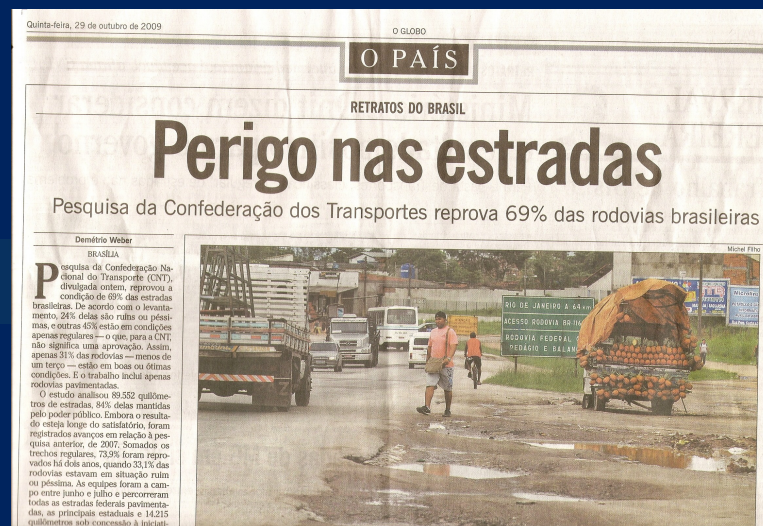 Quinta-feira, 29 de outubro de 2009
O GLOBO
O PAÍS
RETRATOS DO BRASIL
Perigo nas estradas
Pesquisa da Confederação dos Transportes reprova 69% das rodovias brasileiras
Demétrio Weber
BRASÍLIA
Pesquisa da Confederação Na-
cional do Transporte (CNT),
divulgada ontem, reprovou a
condição de 69% das estradas
brasileiras. De acordo com o levanta-
mento, 24% delas são ruins ou péssi-
mas, e outras 45% estão em condições
apenas regulares — o que, para a CNT,
não significa uma aprovação. Assim,
apenas 31% das rodovias — menos de
um terço — estão em boas ou ótimas
condições. E o trabalho inclui apenas
rodovias pavimentadas.
O estudo analisou 89.552 quilôme-
tros de estradas, 84% delas mantidas
pelo poder público. Embora o resulta-
do esteja longe do satisfatório, foram
registrados avanços em relação à pes-
quisa anterior, de 2007. Somados os
trechos regulares, 73,9% foram repro-
vados há dois anos, quando 33,1% das
rodovias estavam em situação ruim
ou péssima. As equipes foram a cam-
po entre junho e julho e percorreram
todas as estradas federais pavimenta-
das, as principais estaduais e 14.215
quilômetros sob concessão à iniciati-
Michel Filho
RIO DE JANEIRO A 64 km
ACESSO RODOVIA BR-116
RODOVIA FEDERAL
PEDÁGIO E BALAN